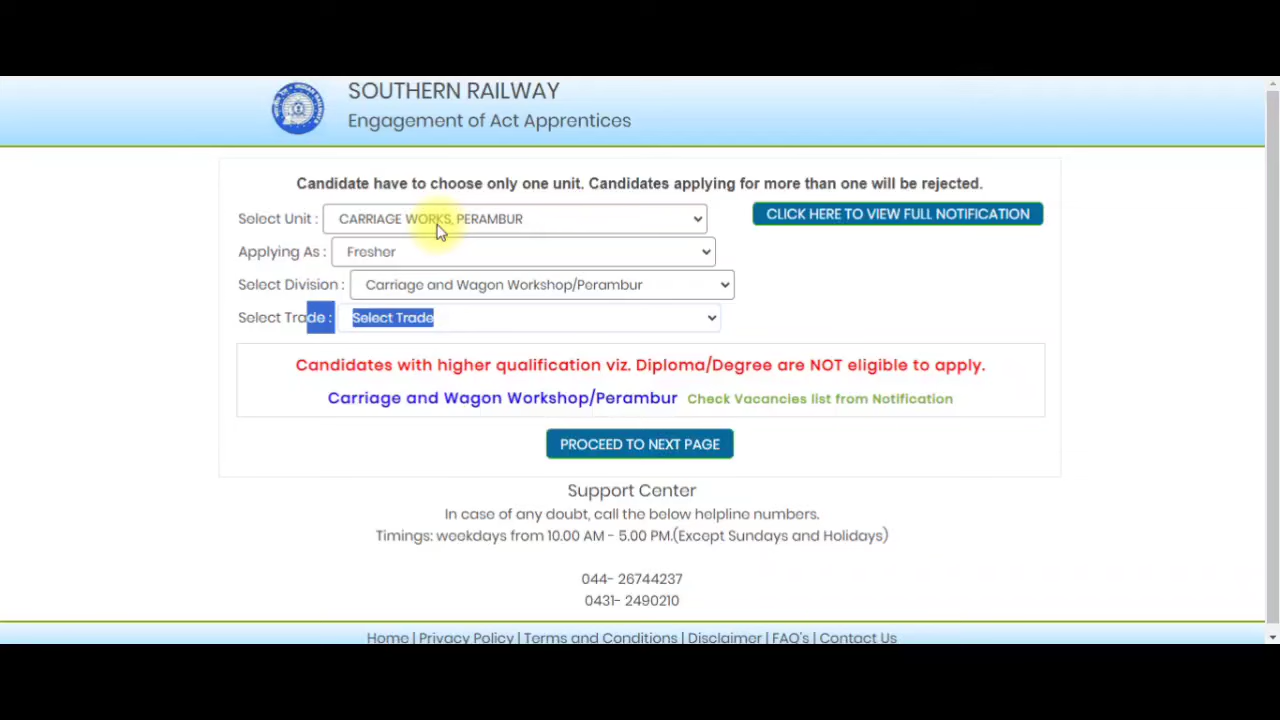 SOUTHERN RAILWAY
Engagement of Act Apprentices
Candidate have to choose only one unit. Candidates applying for more than one will be rejected.
Select Unit : CARRIAGE WORKS, PERAMBUR CLICK HERE TO VIEW FULL NOTIFICATION
Applying As : Fresher
Select Division : Carriage and Wagon Workshop/Perambur
Select Trade : Select Trade
Candidates with higher qualification viz. Diploma/Degree are NOT eligible to apply.
Carriage and Wagon Workshop/Perambur Check Vacancies list from Notification
PROCEED TO NEXT PAGE
Support Center
In case of any doubt, call the below helpline numbers.
Timings: weekdays from 10.00 AM - 5.00 PM.(Except Sundays and Holidays)
044- 26744237
0431- 2490210
Home | Privacy Policy | Terms and Conditions | Disclaimer | FAQ's | Contact Us